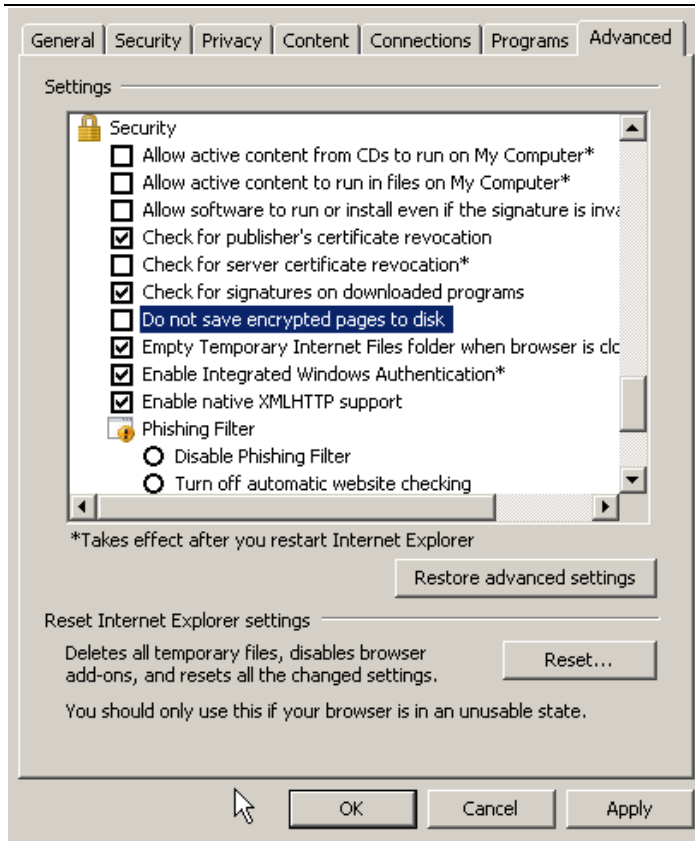 General Security Privacy Content Connections Programs Advanced
Settings
Security
Allow active content from CDs to run on My Computer*
Allow active content to run in files on My Computer*
Allow software to run or install even if the signature is inva
Check for publisher's certificate revocation
Check for server certificate revocation*
Check for signatures on downloaded programs
Do not save encrypted pages to disk
Empty Temporary Internet Files folder when browser is clo
Enable Integrated Windows Authentication*
Enable native XMLHTTP support
Phishing Filter
Disable Phishing Filter
Turn off automatic website checking
*Takes effect after you restart Internet Explorer
Restore advanced settings
Reset Internet Explorer settings
Deletes all temporary files, disables browser
add-ons, and resets all the changed settings.
Reset...
You should only use this if your browser is in an unusable state.
OK Cancel Apply